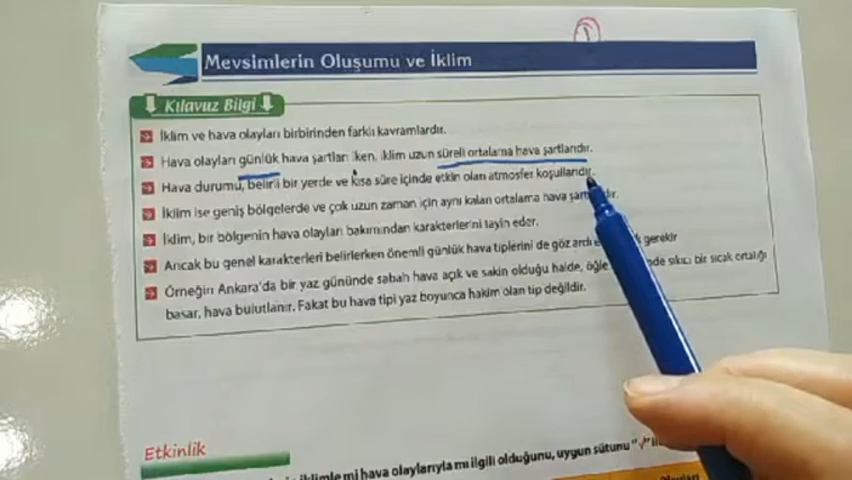 1
Mevsimlerin Oluşumu ve İklim
Kılavuz Bilgi
İklim ve hava olayları birbirinden farklı kavramlardır.
Hava olayları günlük hava şartları iken, iklim uzun süreli ortalama hava şartlarıdır.
Hava durumu, belirli bir yerde ve kısa süre içinde etkin olan atmosfer koşullarıdır.
İklim ise geniş bölgelerde ve çok uzun zaman için aynı kalan ortalama hava
İklim, bir bölgenin hava olayları bakımından karakterlerini tayin eder.
Ancak bu genel karakterleri belirlerken önemli günlük hava tiplerini de göz ardı gerekir
Örneğin Ankara'da bir yaz gününde sabah hava açık ve sakin olduğu halde, öğle sıkıcı bir sıcak ortalığı
basar, hava bulutlanır. Fakat bu hava tipi yaz boyunca hakim olan tip değildir.
Etkinlik
iklimle mi hava olaylarıyla mı ilgili olduğunu, uygun sütunu "√"